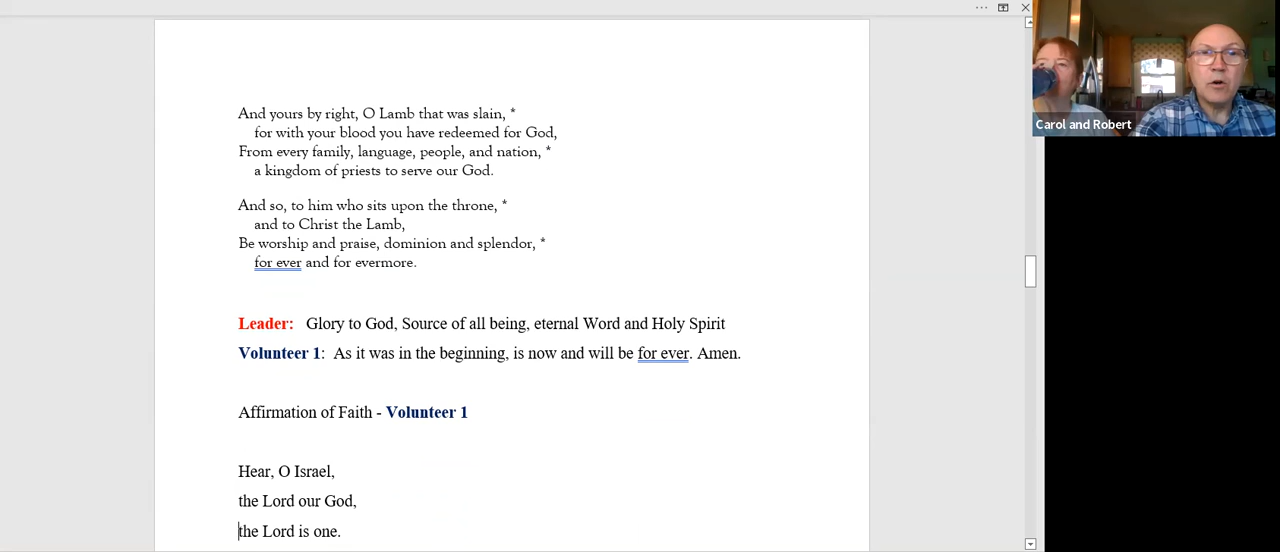 And yours by right, O Lamb that was slain, *
for with your blood you have redeemed for God,
From every family, language, people, and nation, *
a kingdom of priests to serve our God.
And so, to him who sits upon the throne, *
and to Christ the Lamb,
Be worship and praise, dominion and splendor, *
for ever and for evermore.
Leader: Glory to God, Source of all being, eternal Word and Holy Spirit
Volunteer 1: As it was in the beginning, is now and will be for ever. Amen.
Affirmation of Faith - Volunteer 1
Hear, O Israel,
the Lord our God,
the Lord is one.
Carol and Robert